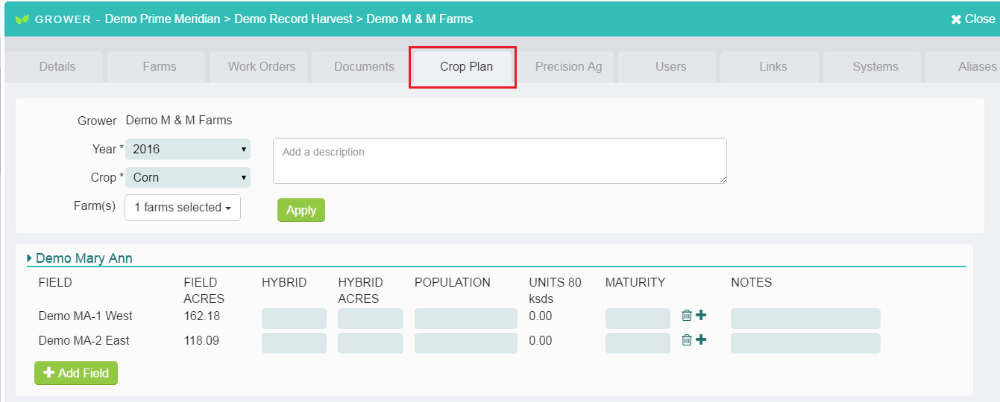 GROWER - Demo Prime Meridian > Demo Record Harvest > Demo M & M Farms
Close
Details
Farms
Work Orders
Documents
Crop Plan
Precision Ag
Users
Links
Systems
Aliases
Grower Demo M & M Farms
Year * 2016
Add a description
Crop * Corn
Farm(s) 1 farms selected
Apply
Demo Mary Ann
FIELD
FIELD ACRES
HYBRID
HYBRID ACRES
POPULATION
UNITS 80 ksds
MATURITY
NOTES
Demo MA-1 West 162.18 0.00
Demo MA-2 East 118.09 0.00
Add Field